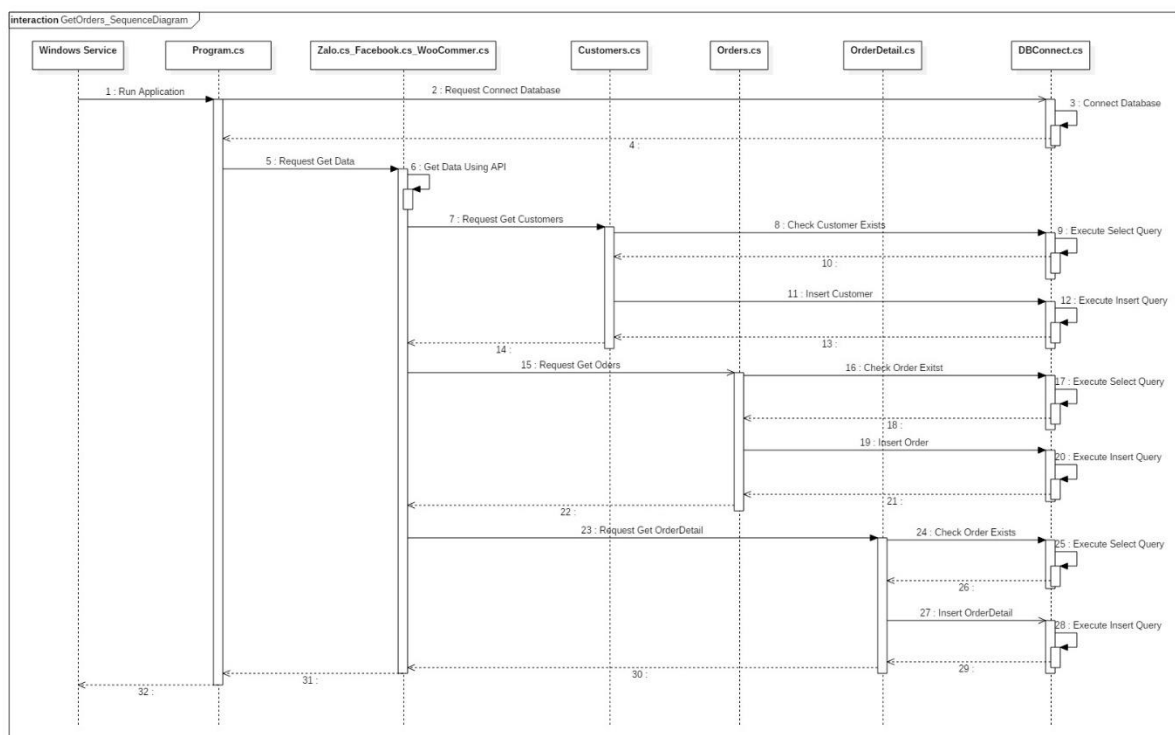 interaction GetOrders_SequenceDiagram
Windows Service
Program.cs
Zalo.cs_Facebook.cs_WooCommer.cs
Customers.cs
Orders.cs
OrderDetail.cs
DBConnect.cs
1 : Run Application
2 : Request Connect Database
3 : Connect Database
4 :
5 : Request Get Data
6 : Get Data Using API
7 : Request Get Customers
8 : Check Customer Exists
9 : Execute Select Query
10 :
11 : Insert Customer
12 : Execute Insert Query
13 :
14 :
15 : Request Get Oders
16 : Check Order Exitst
17 : Execute Select Query
18 :
19 : Insert Order
20 : Execute Insert Query
21 :
22 :
23 : Request Get OrderDetail
24 : Check Order Exists
25 : Execute Select Query
26 :
27 : Insert OrderDetail
28 : Execute Insert Query
29 :
30 :
31 :
32 :